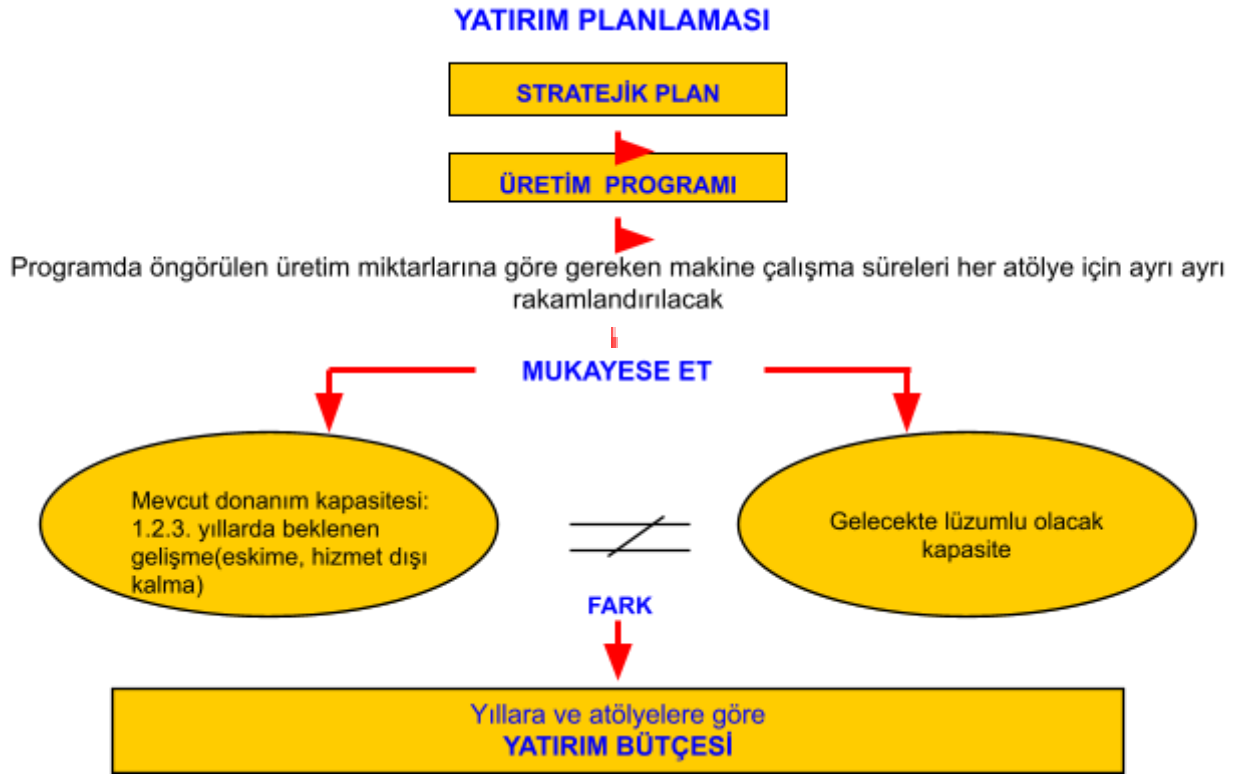 YATIRIM PLANLAMASI
STRATEJİK PLAN
ÜRETİM PROGRAMI
Programda öngörülen üretim miktarlarına göre gereken makine çalışma süreleri her atölye için ayrı ayrı
rakamlandırılacak
MUKAYESE ET
Mevcut donanım kapasitesi:
1.2.3. yıllarda beklenen
gelişme(eskime, hizmet dışı
kalma)
Gelecekte lüzumlu olacak
kapasite
FARK
Yıllara ve atölyelere göre
YATIRIM BÜTÇESİ